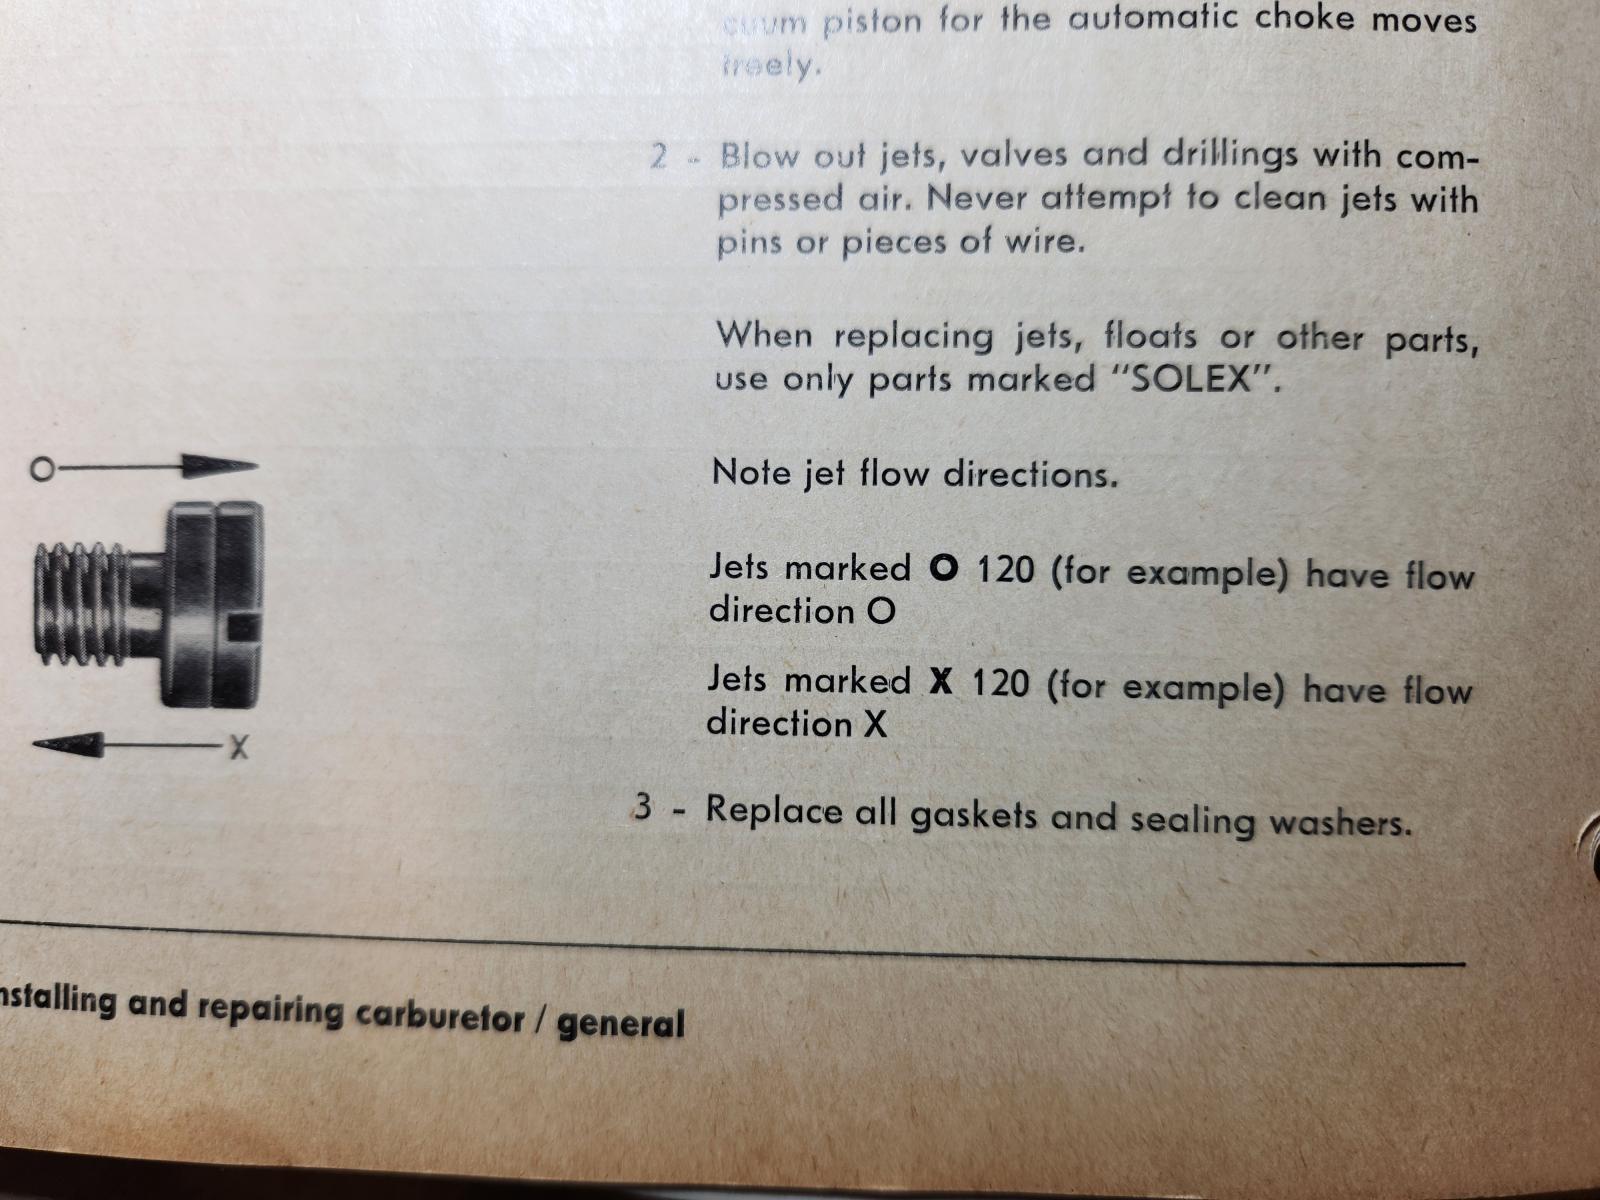 cuum piston for the automatic choke moves
freely.
2 - Blow out jets, valves and drillings with com-
pressed air. Never attempt to clean jets with
pins or pieces of wire.
When replacing jets, floats or other parts,
use only parts marked "SOLEX".
O
X
Note jet flow directions.
Jets marked O 120 (for example) have flow
direction O
Jets marked X 120 (for example) have flow
direction X
3 - Replace all gaskets and sealing washers.
nstalling and repairing carburetor / general